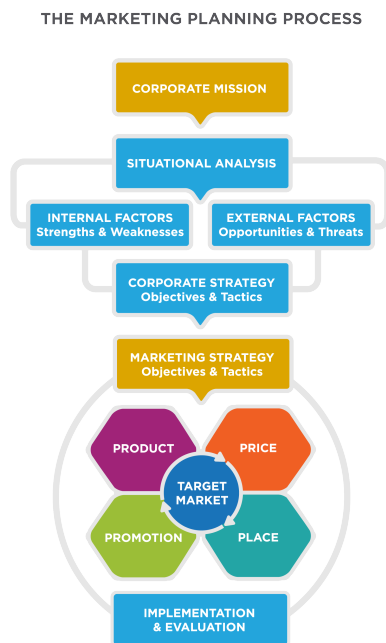 THE MARKETING PLANNING PROCESS
CORPORATE MISSION
SITUATIONAL ANALYSIS
INTERNAL FACTORS
Strengths & Weaknesses
EXTERNAL FACTORS
Opportunities & Threats
CORPORATE STRATEGY
Objectives & Tactics
MARKETING STRATEGY
Objectives & Tactics
PRODUCT
PRICE
TARGET
MARKET
PROMOTION
PLACE
IMPLEMENTATION
& EVALUATION